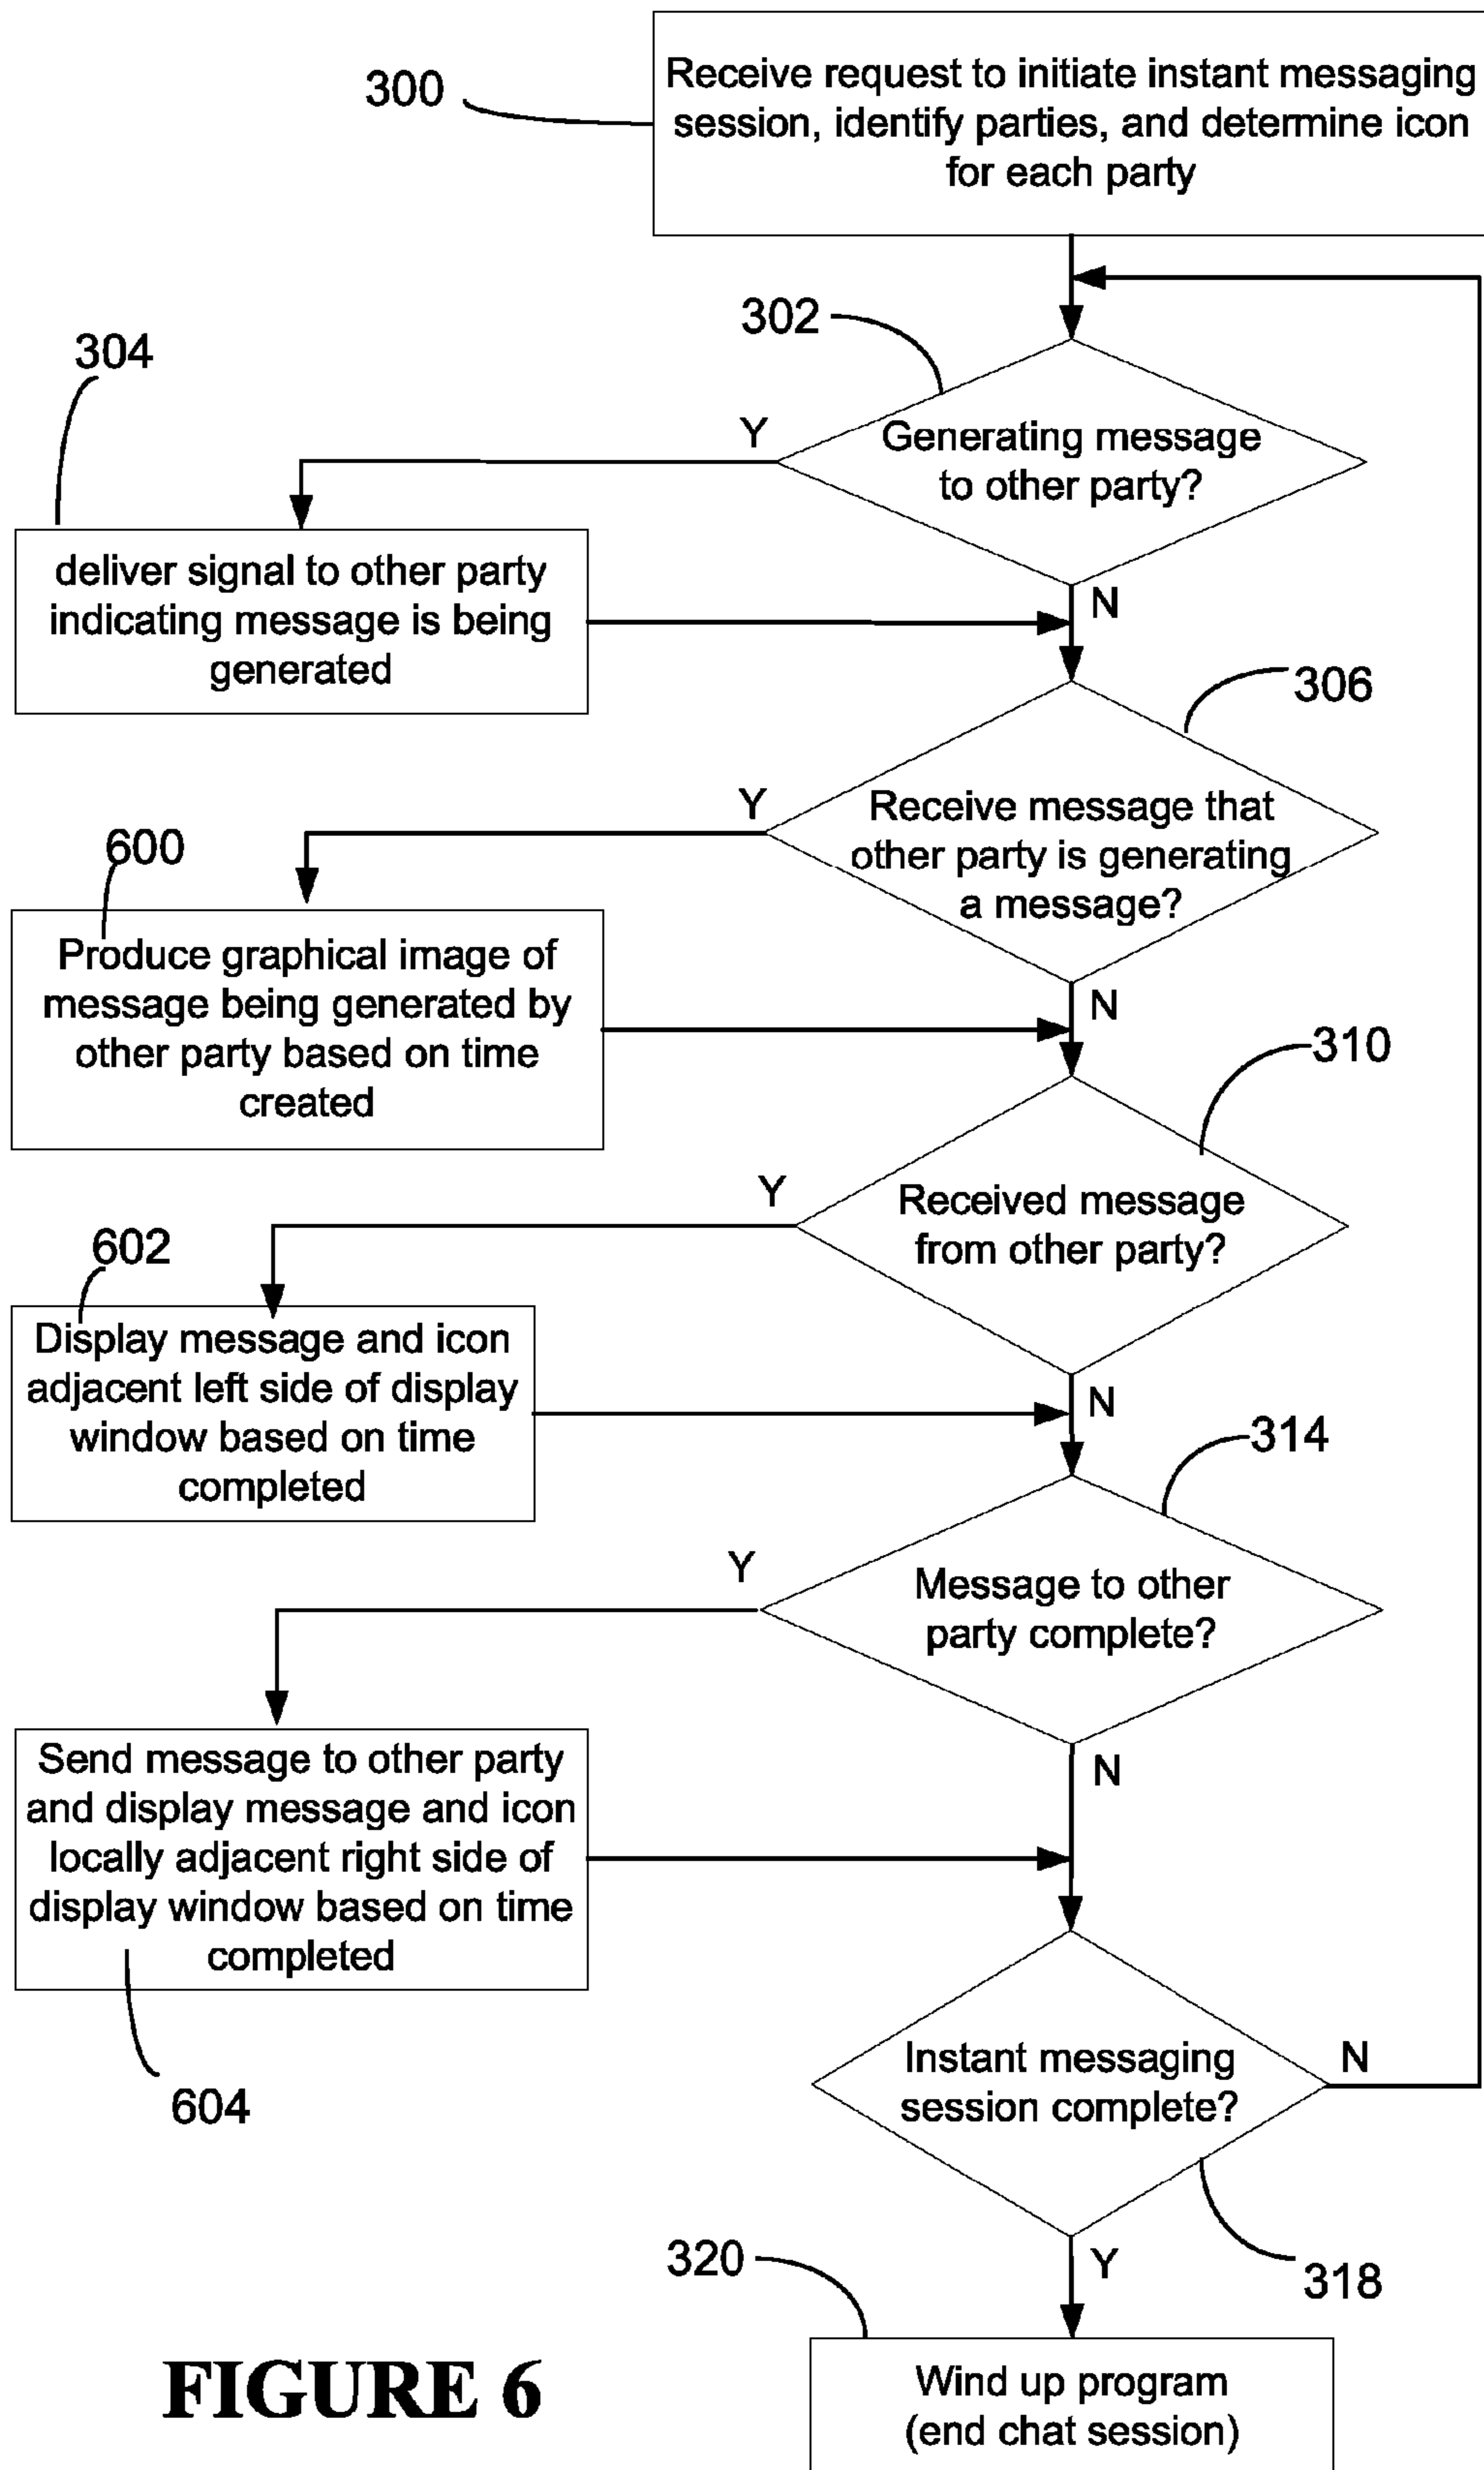 300
Receive request to initiate instant messaging
session, identify parties, and determine icon
for each party
302
304
Y
Generating message
to other party?
deliver signal to other party
indicating message is being
generated
N
306
Y
Receive message that
other party is generating
a message?
600
Produce graphical image of
message being generated by
other party based on time
created
N
310
Y
Received message
from other party?
602
Display message and icon
adjacent left side of display
window based on time
completed
N
314
Y
Message to other
party complete?
Send message to other party
and display message and icon
locally adjacent right side of
display window based on time
completed
N
604
Instant messaging
session complete?
N
318
Y
320
Wind up program
(end chat session)
FIGURE 6